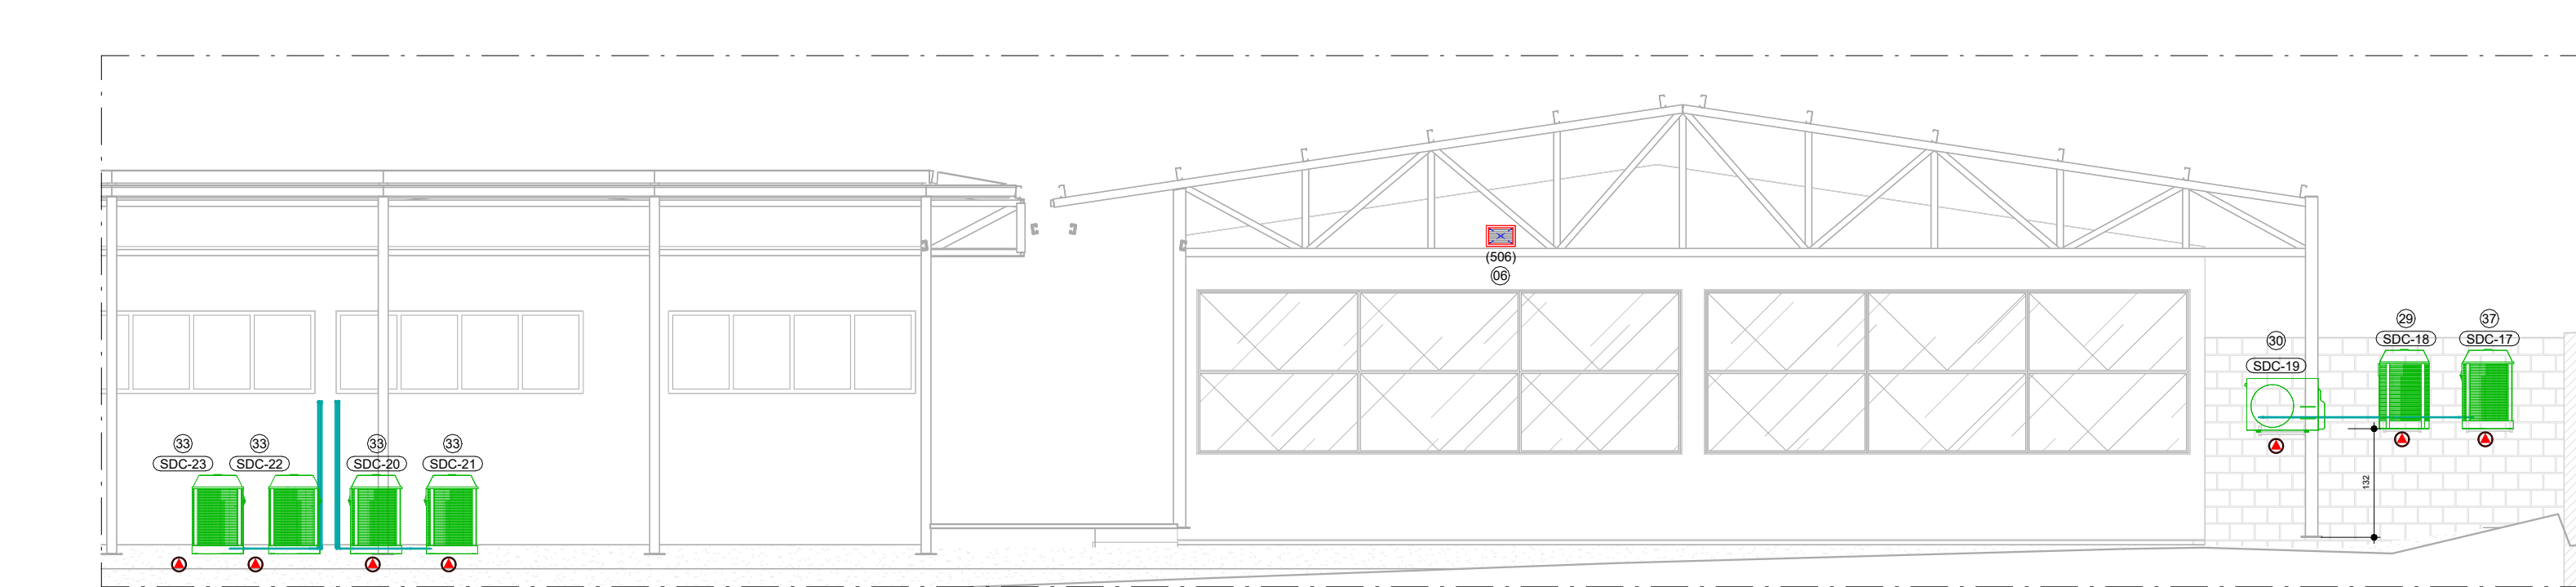 (506)
06
29
37
30
SDC-18
SDC-17
SDC-19
33
33
33
33
SDC-23
SDC-22
SDC-20
SDC-21
132